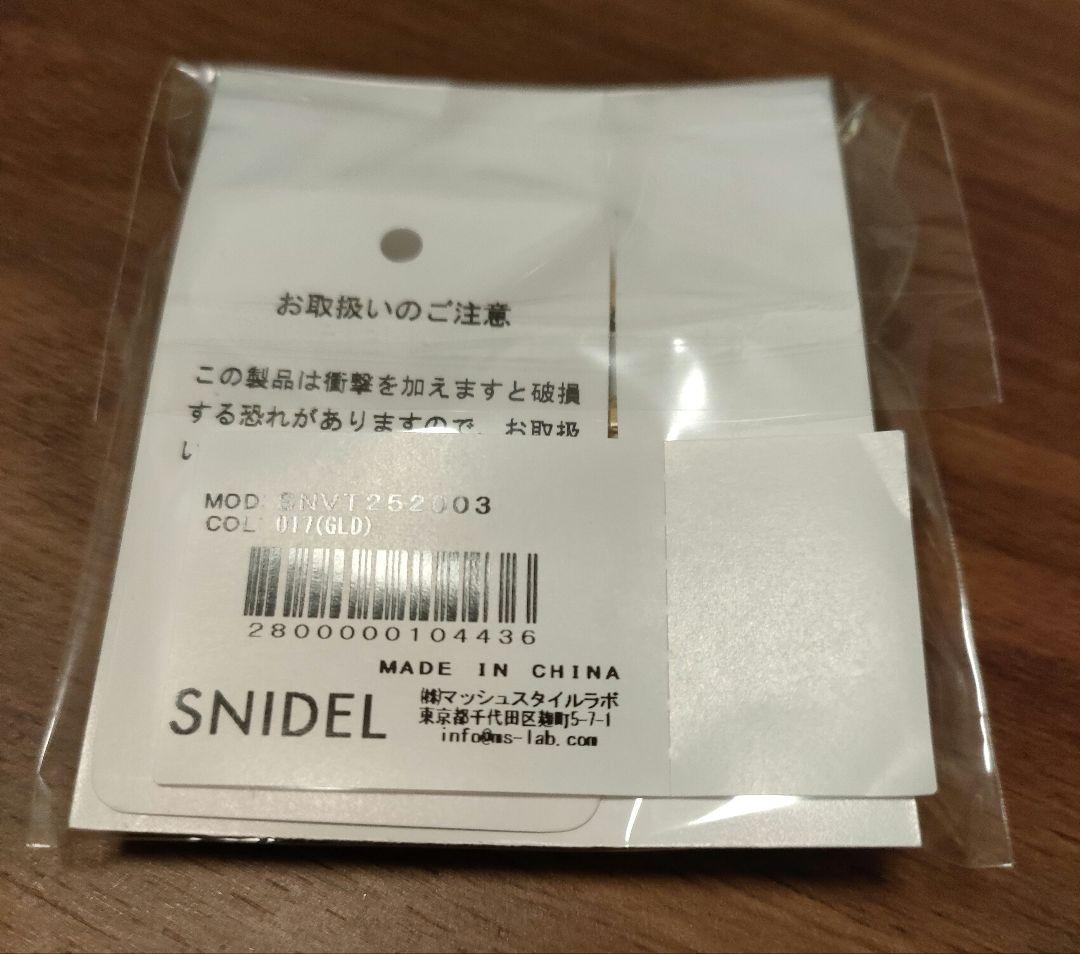 お取扱いのご注意
この製品は衝撃を加えますと破損
する恐れがありますので、お取扱
い
MOD SNVT252003
COL 017(GLD)
2800000104436
MADE IN CHINA
SNIDEL
㈱マッシュスタイルラボ
東京都千代田区麹町5-7-1
info@ms-lab.com